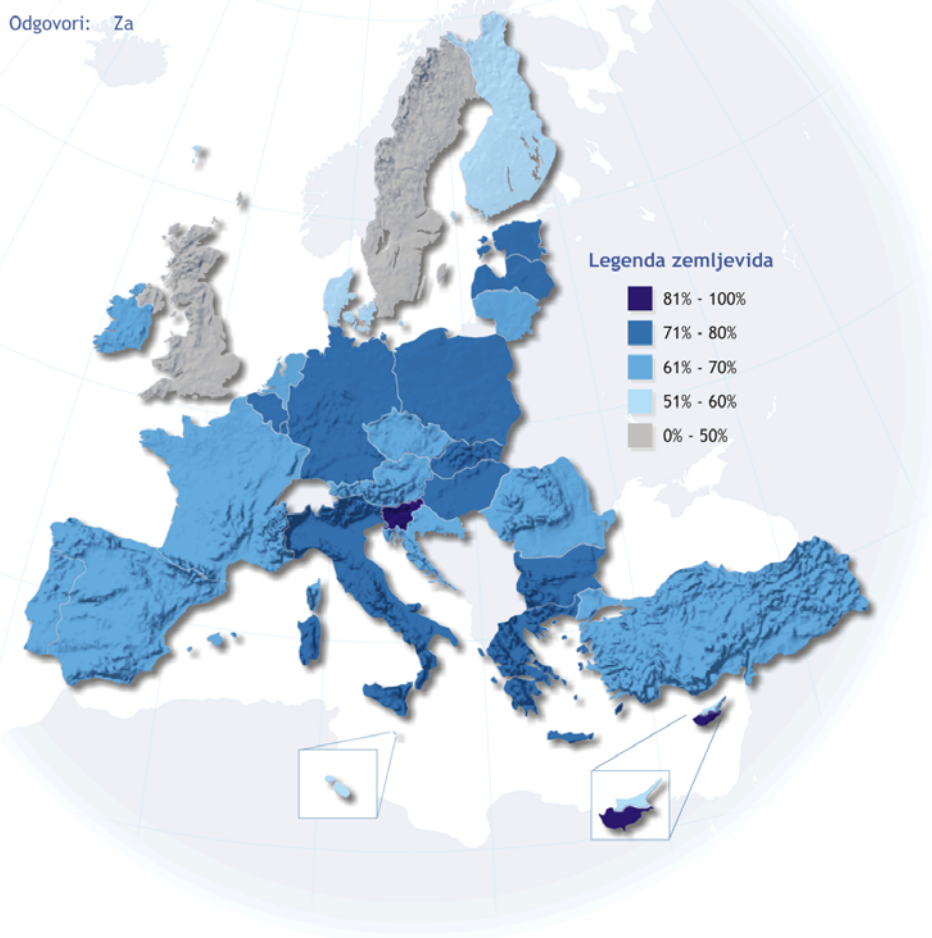 Odgovori: Za
Legenda zemljevida
81% - 100%
71% - 80%
61% - 70%
51% - 60%
0% - 50%